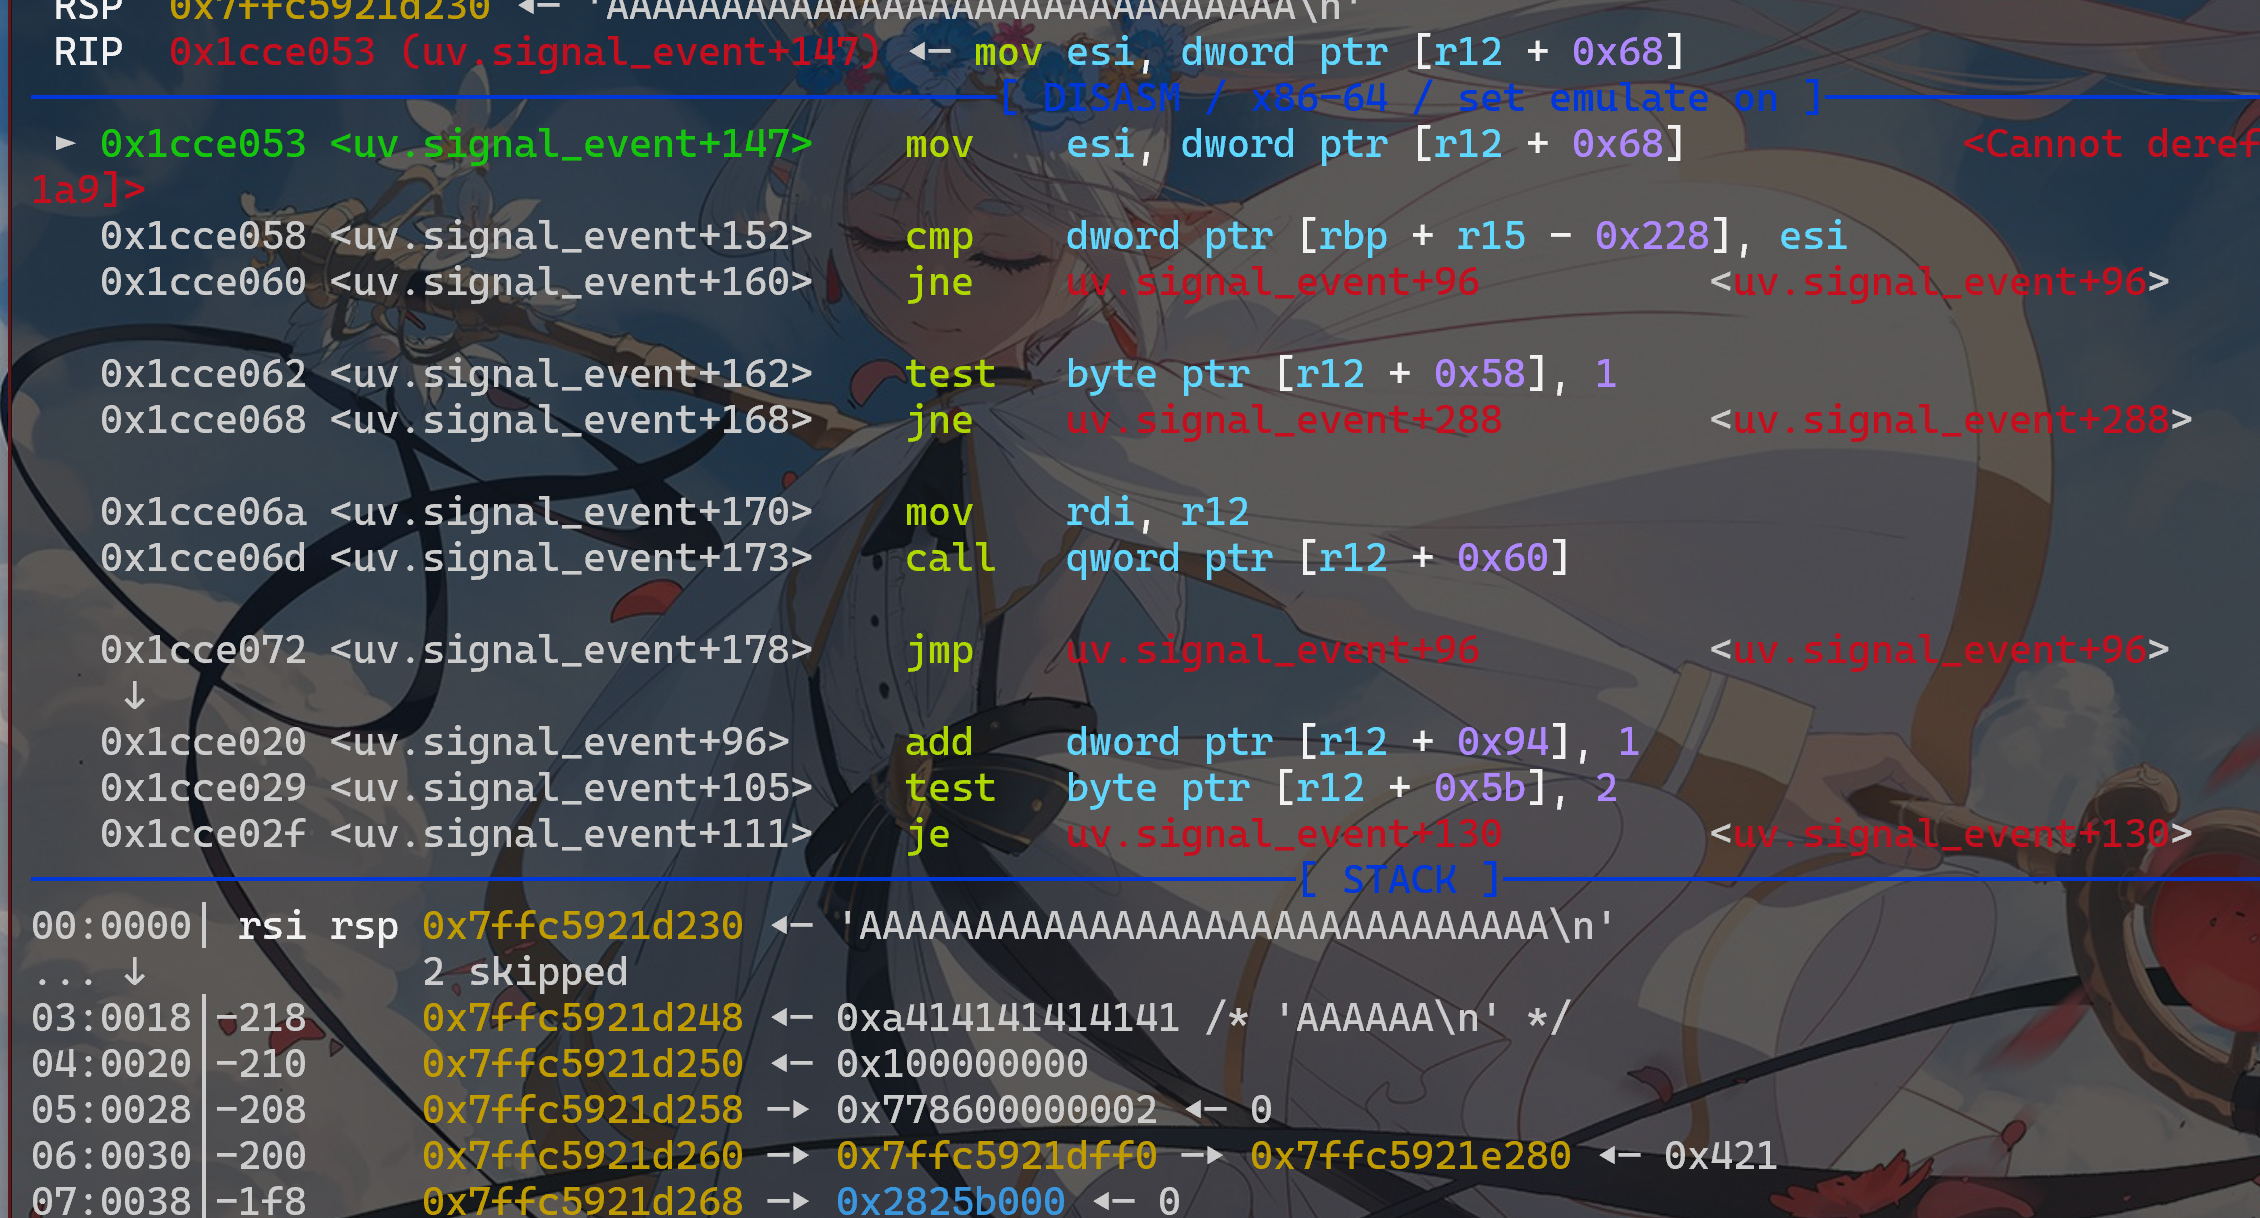 RSP  0x7ffc5921d230 ◂— 'AAAAAAAAAAAAAAAAAAAAAAAAAAAAAA\n'
RIP  0x1cce053 (uv.signal_event+147) ◂— mov esi, dword ptr [r12 + 0x68]
[ DISASM / x86-64 / set emulate on ]
► 0x1cce053 <uv.signal_event+147>    mov    esi, dword ptr [r12 + 0x68]    <Cannot deref
1a9]>
0x1cce058 <uv.signal_event+152>    cmp    dword ptr [rbp + r15 - 0x228], esi
0x1cce060 <uv.signal_event+160>    jne    uv.signal_event+96    <uv.signal_event+96>
0x1cce062 <uv.signal_event+162>    test    byte ptr [r12 + 0x58], 1
0x1cce068 <uv.signal_event+168>    jne    uv.signal_event+288    <uv.signal_event+288>
0x1cce06a <uv.signal_event+170>    mov    rdi, r12
0x1cce06d <uv.signal_event+173>    call    qword ptr [r12 + 0x60]
0x1cce072 <uv.signal_event+178>    jmp    uv.signal_event+96    <uv.signal_event+96>
↓
0x1cce020 <uv.signal_event+96>    add    dword ptr [r12 + 0x94], 1
0x1cce029 <uv.signal_event+105>    test    byte ptr [r12 + 0x5b], 2
0x1cce02f <uv.signal_event+111>    je    uv.signal_event+130    <uv.signal_event+130>
[ STACK ]
00:0000│ rsi rsp 0x7ffc5921d230 ◂— 'AAAAAAAAAAAAAAAAAAAAAAAAAAAAAA\n'
... ↓            2 skipped
03:0018│-218     0x7ffc5921d248 ◂— 0xa414141414141 /* 'AAAAAA\n' */
04:0020│-210     0x7ffc5921d250 ◂— 0x100000000
05:0028│-208     0x7ffc5921d258 —▸ 0x778600000002 ◂— 0
06:0030│-200     0x7ffc5921d260 —▸ 0x7ffc5921dff0 —▸ 0x7ffc5921e280 ◂— 0x421
07:0038│-1f8     0x7ffc5921d268 —▸ 0x2825b000 ◂— 0